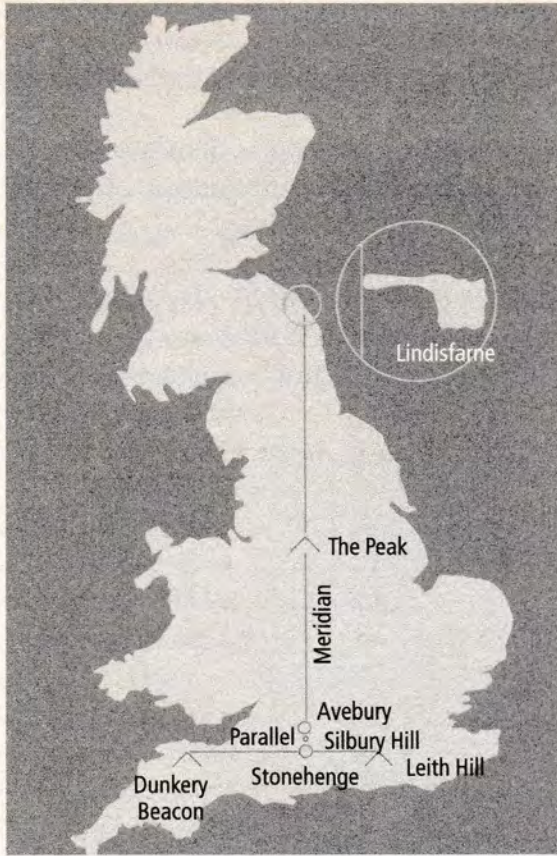 Lindisfarne
The Peak
Meridian
Avebury
Parallel
Silbury Hill
Stonehenge
Leith Hill
Dunkery
Beacon